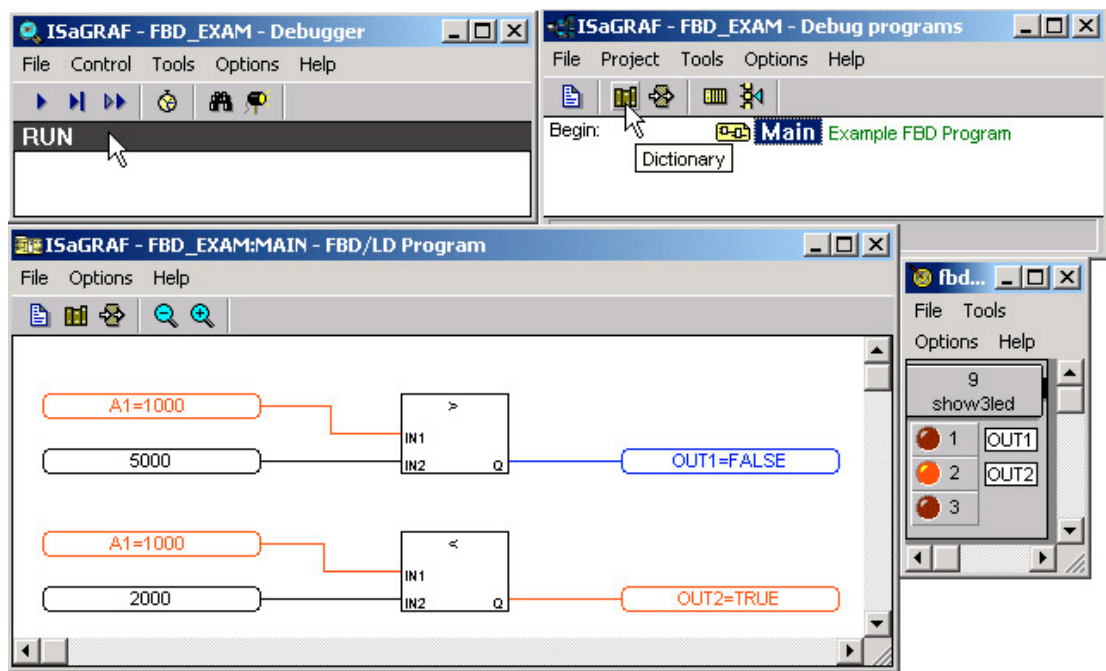 ISaGRAF - FBD_EXAM - Debugger
File Control Tools Options Help
RUN
ISaGRAF - FBD_EXAM - Debug programs
File Project Tools Options Help
Begin: Main Example FBD Program
Dictionary
ISaGRAF - FBD_EXAM:MAIN - FBD/LD Program
File Options Help
A1=1000
>
IN1
5000
IN2 Q
OUT1=FALSE
A1=1000
<
IN1
2000
IN2 Q
OUT2=TRUE
fbd...
File Tools
Options Help
9
show3led
1 OUT1
2 OUT2
3